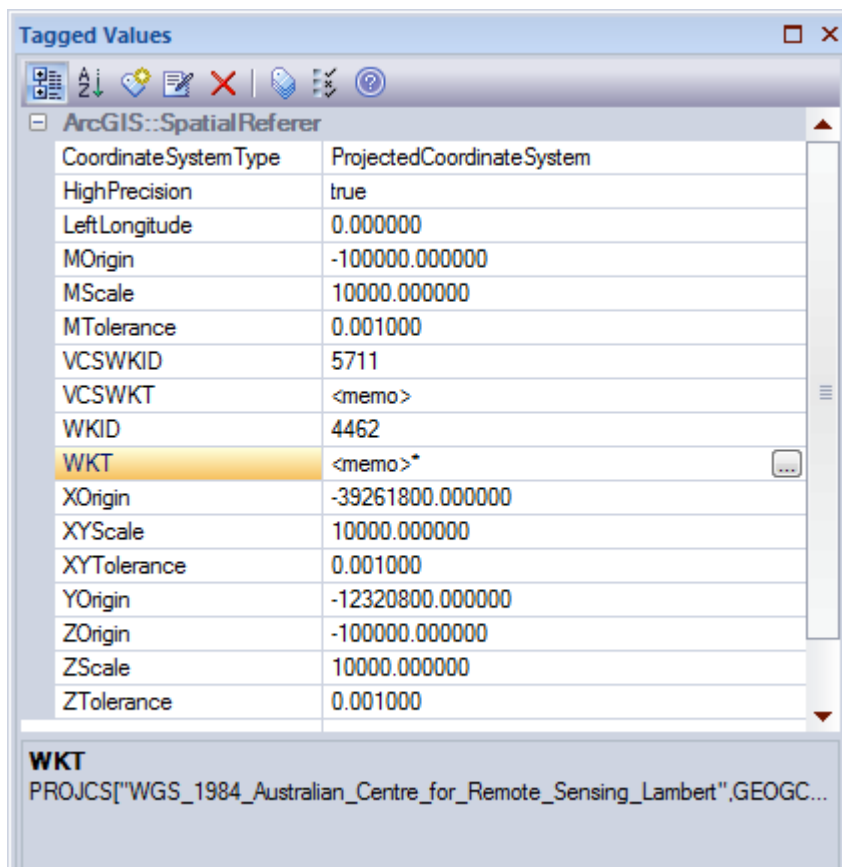 Tagged Values
ArcGIS::SpatialReferer
CoordinateSystemType ProjectedCoordinateSystem
HighPrecision true
LeftLongitude 0.000000
MOrigin -100000.000000
MScale 10000.000000
MTolerance 0.001000
VCSWKID 5711
VCSWKT <memo>
WKID 4462
WKT <memo>* ...
XOrigin -39261800.000000
XYScale 10000.000000
XYTolerance 0.001000
YOrigin -12320800.000000
ZOrigin -100000.000000
ZScale 10000.000000
ZTolerance 0.001000
WKT
PROJCS["WGS_1984_Australian_Centre_for_Remote_Sensing_Lambert",GEOGC...